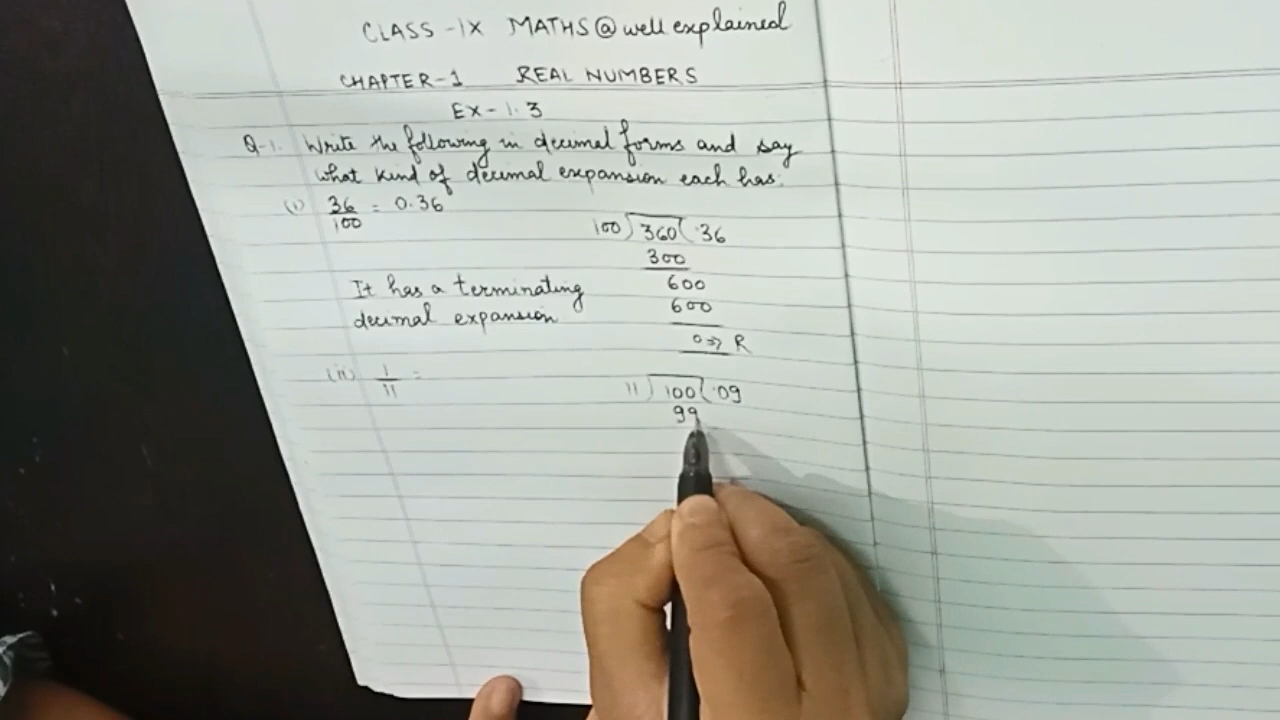 CLASS - IX MATHS @ well explained
CHAPTER - 1 REAL NUMBERS
EX - 1.3
Q-1. Write the following in decimal forms and say
what kind of decimal expansion each has.
(i) 36/100 = 0.36
100 ) 360 ( .36
300
600
600
0 => R
It has a terminating
decimal expansion
(ii) 1/11 =
11 ) 100 ( .09
99